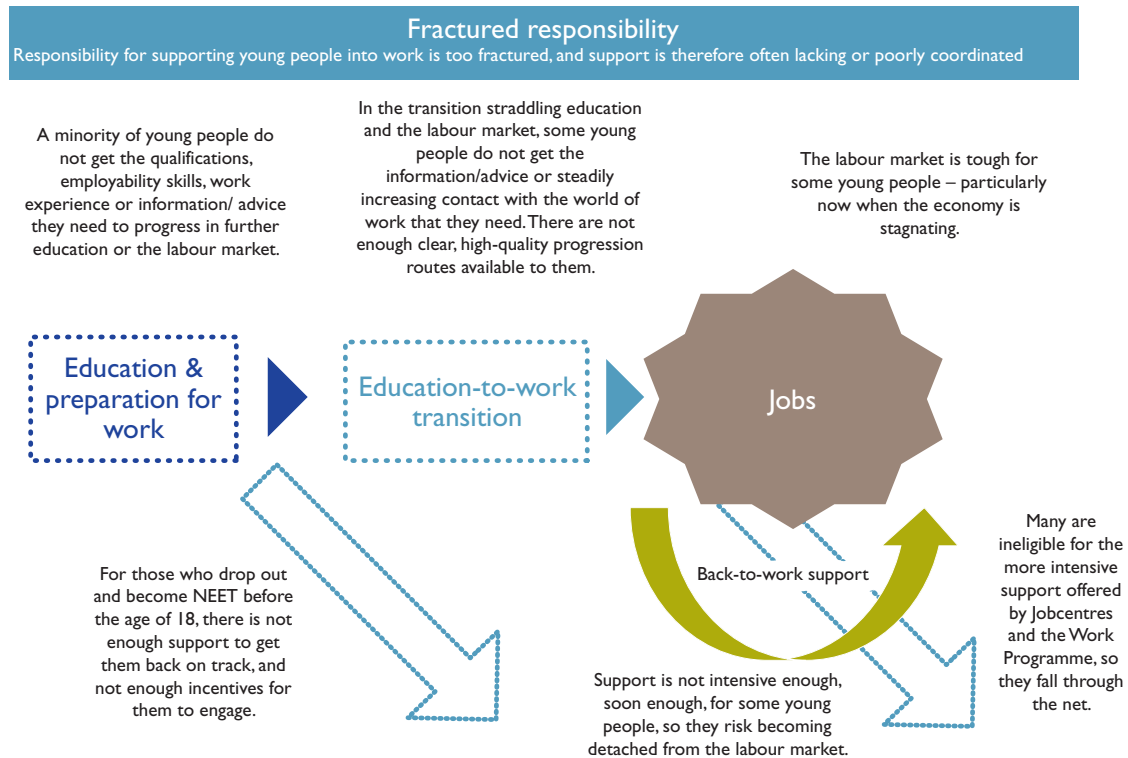 Fractured responsibility
Responsibility for supporting young people into work is too fractured, and support is therefore often lacking or poorly coordinated
A minority of young people do
not get the qualifications,
employability skills, work
experience or information/ advice
they need to progress in further
education or the labour market.
In the transition straddling education
and the labour market, some young
people do not get the
information/advice or steadily
increasing contact with the world of
work that they need. There are not
enough clear, high-quality progression
routes available to them.
The labour market is tough for
some young people – particularly
now when the economy is
stagnating.
Education &
preparation for
work
Education-to-work
transition
Jobs
For those who drop out
and become NEET before
the age of 18, there is not
enough support to get
them back on track, and
not enough incentives for
them to engage.
Back-to-work support
Support is not intensive enough,
soon enough, for some young
people, so they risk becoming
detached from the labour market.
Many are
ineligible for the
more intensive
support offered
by Jobcentres
and the Work
Programme, so
they fall through
the net.